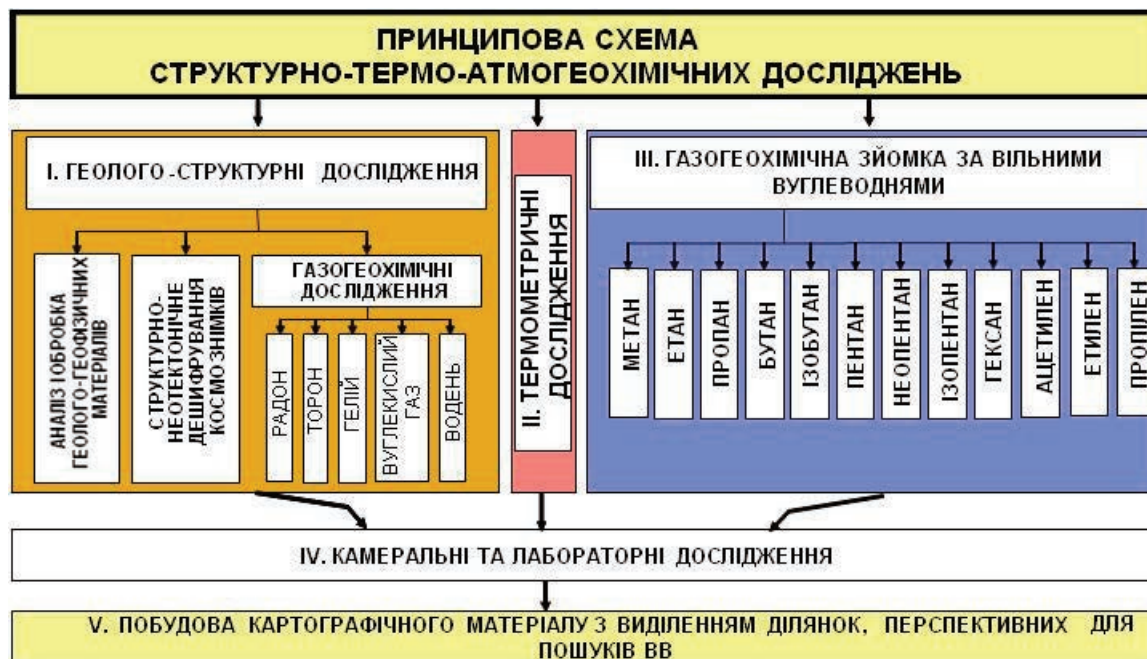 ПРИНЦИПОВА СХЕМА
СТРУКТУРНО-ТЕРМО-АТМОГЕОХІМІЧНИХ ДОСЛІДЖЕНЬ
І. ГЕОЛОГО-СТРУКТУРНІ ДОСЛІДЖЕННЯ
АНАЛІЗ І ОБРОБКА
ГЕОЛОГО-ГЕОФІЗИЧНИХ
МАТЕРІАЛІВ
СТРУКТУРНО-
НЕОТЕКТОНІЧНЕ
ДЕШИФРУВАННЯ
КОСМОЗНІМКІВ
ГАЗОГЕОХІМІЧНІ
ДОСЛІДЖЕННЯ
РАДОН
ТОРОН
ГЕЛІЙ
ВУГЛЕКИСЛИЙ
ГАЗ
ВОДЕНЬ
ІІ. ТЕРМОМЕТРИЧНІ
ДОСЛІДЖЕННЯ
ІІІ. ГАЗОГЕОХІМІЧНА ЗЙОМКА ЗА ВІЛЬНИМИ
ВУГЛЕВОДНЯМИ
МЕТАН
ЕТАН
ПРОПАН
БУТАН
ІЗОБУТАН
ПЕНТАН
НЕОПЕНТАН
ІЗОПЕНТАН
ГЕКСАН
АЦЕТИЛЕН
ЕТИЛЕН
ПРОПІЛЕН
IV. КАМЕРАЛЬНІ ТА ЛАБОРАТОРНІ ДОСЛІДЖЕННЯ
V. ПОБУДОВА КАРТОГРАФІЧНОГО МАТЕРІАЛУ З ВИДІЛЕННЯМ ДІЛЯНОК, ПЕРСПЕКТИВНИХ ДЛЯ
ПОШУКІВ ВВ